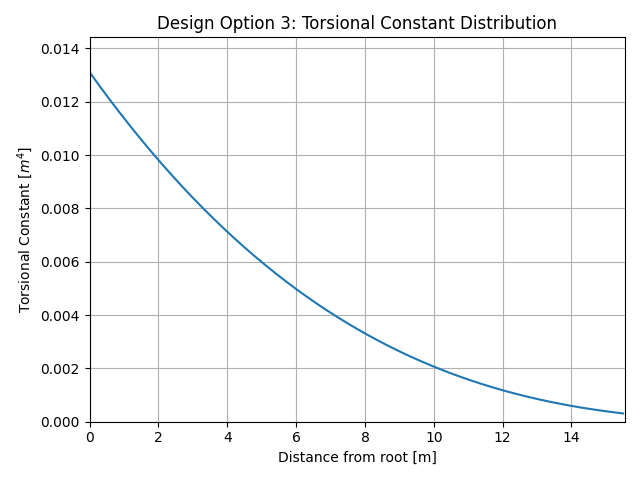 Design Option 3: Torsional Constant Distribution
0.014
0.012
0.010
0.008
0.006
0.004
0.002
0.000
Torsional Constant [m⁴]
0 2 4 6 8 10 12 14
Distance from root [m]